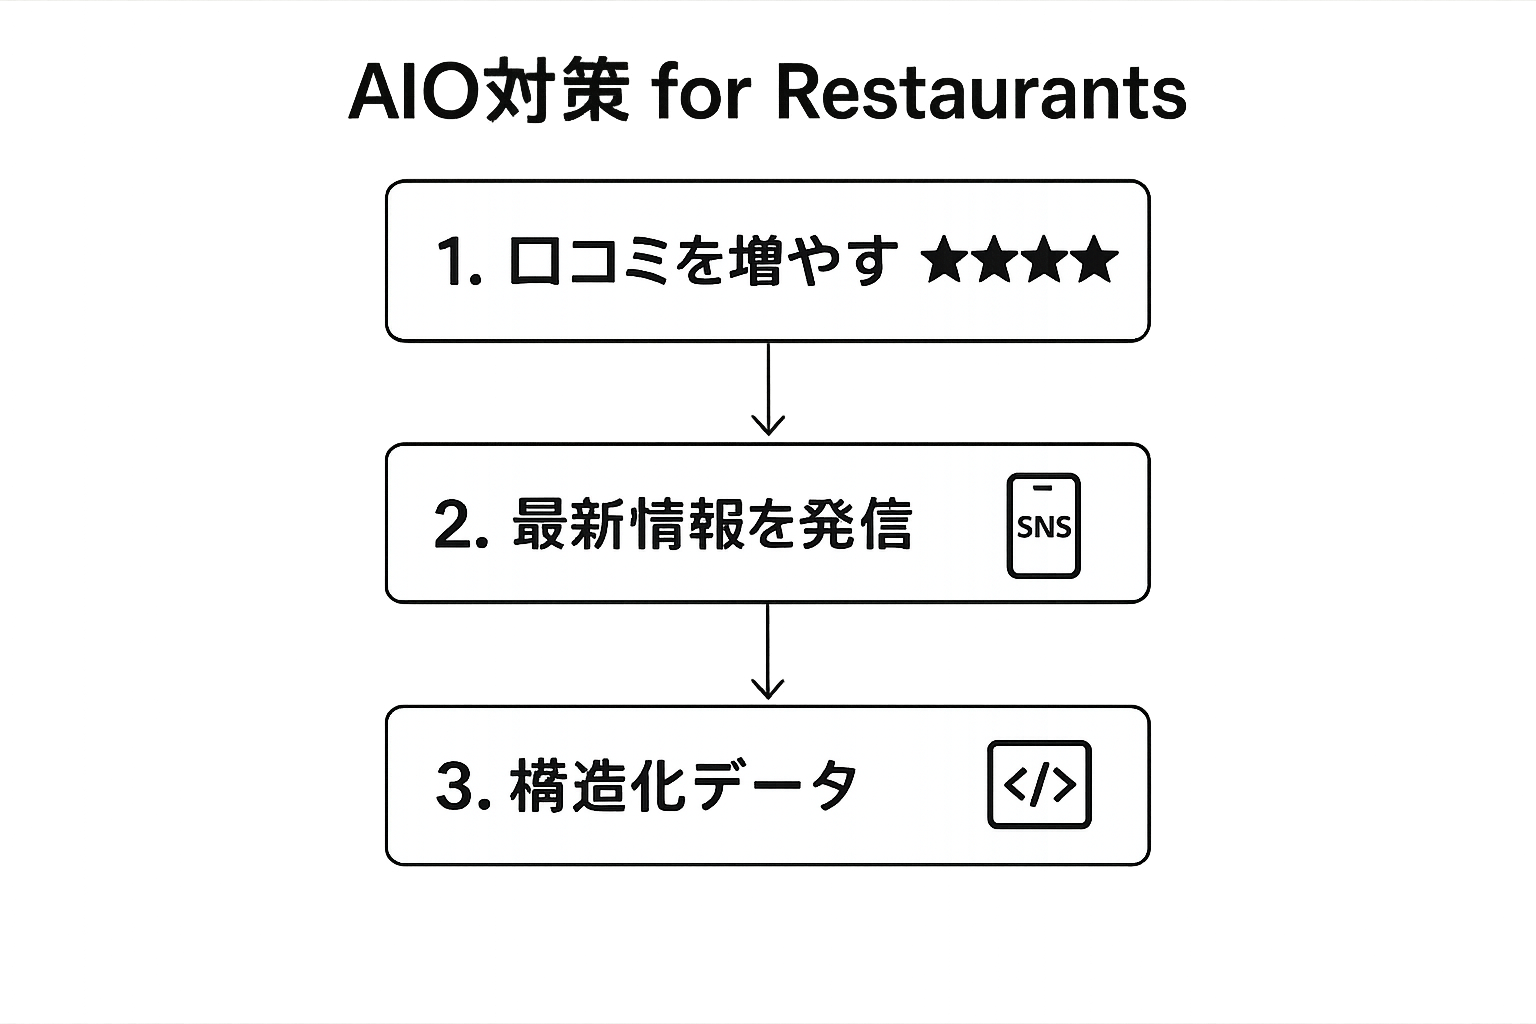 AIO対策 for Restaurants
1. 口コミを増やす ★★★★
2. 最新情報を発信
SNS
3. 構造化データ
</>